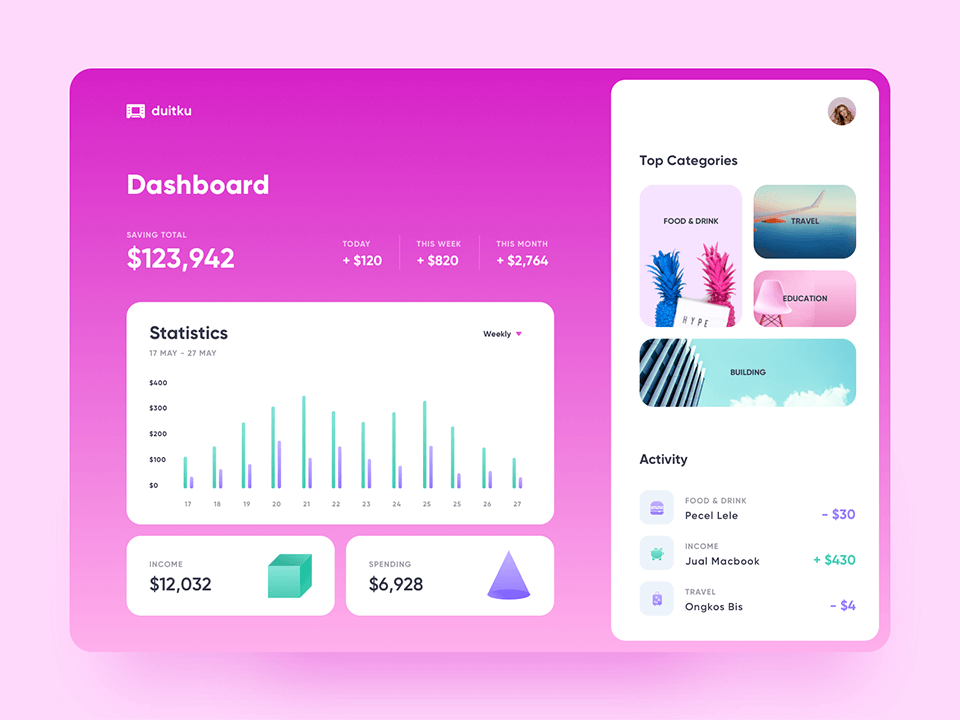 duitku
Dashboard
SAVING TOTAL
$123,942
TODAY
+ $120
THIS WEEK
+ $820
THIS MONTH
+ $2,764
Statistics
Weekly
17 MAY - 27 MAY
$400
$300
$200
$100
$0
17 18 19 20 21 22 23 24 25 25 26 27
INCOME
$12,032
SPENDING
$6,928
Top Categories
FOOD & DRINK
HYPE
TRAVEL
EDUCATION
BUILDING
Activity
FOOD & DRINK
Pecel Lele
- $30
INCOME
Jual Macbook
+ $430
TRAVEL
Ongkos Bis
- $4